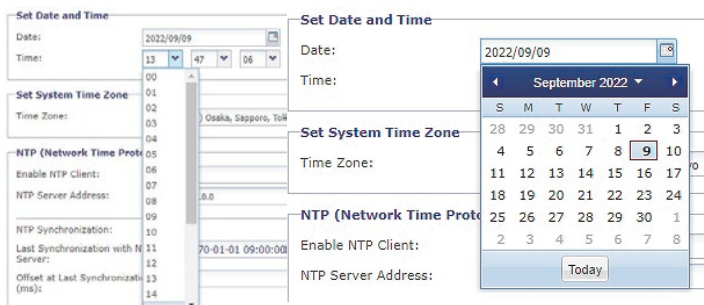 Set Date and Time
Date:
2022/09/09
Time:
13 47 06
00
01
02
03
04
05
06
07
08
09
10
11
12
13
14
Set System Time Zone
Time Zone:
) Osaka, Sapporo,
NTP (Network Time Proto
Enable NTP Client:
NTP Server Address:
.0.0
NTP Synchronization:
Last Synchronization with N
70-01-01 09:00:00
Server:
Offset at Last Synchronizati
(ms):
Set Date and Time
Date:
2022/09/09
Time:
September 2022
S M T W T F S
28 29 30 31 1 2 3
4 5 6 7 8 9 10
11 12 13 14 15 16 17
18 19 20 21 22 23 24
25 26 27 28 29 30 1
2 3 4 5 6 7 8
Today
Set System Time Zone
Time Zone:
yo
NTP (Network Time Proto
Enable NTP Client:
NTP Server Address: